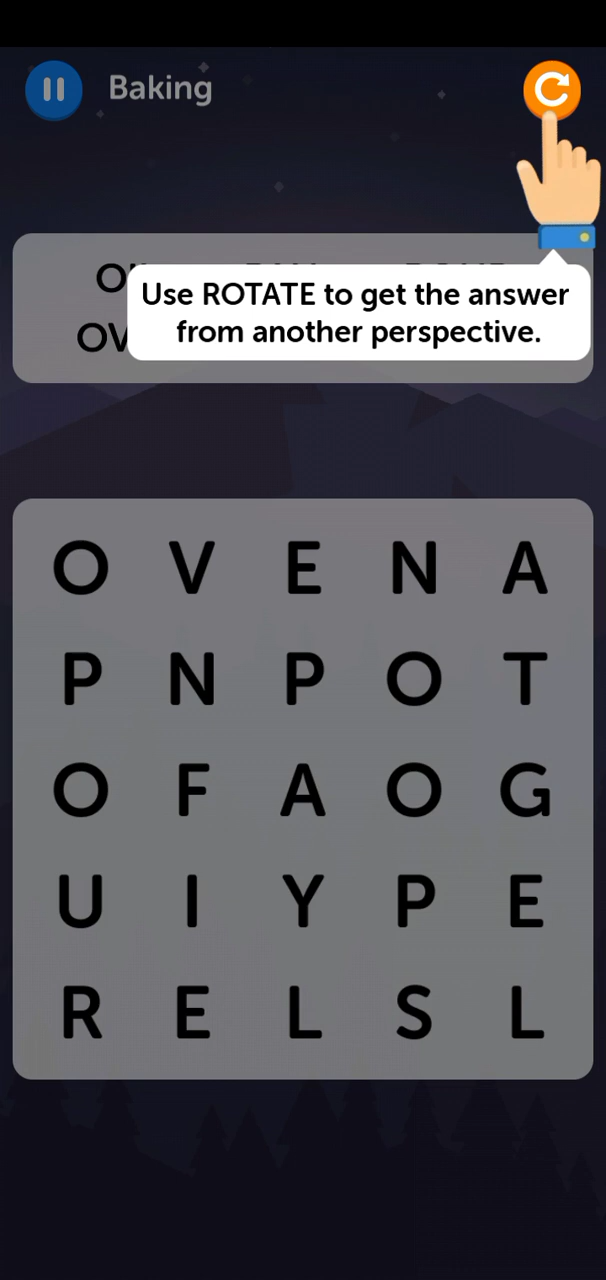 Baking
Use ROTATE to get the answer
from another perspective.
O V E N A
P N P O T
O F A O G
U I Y P E
R E L S L